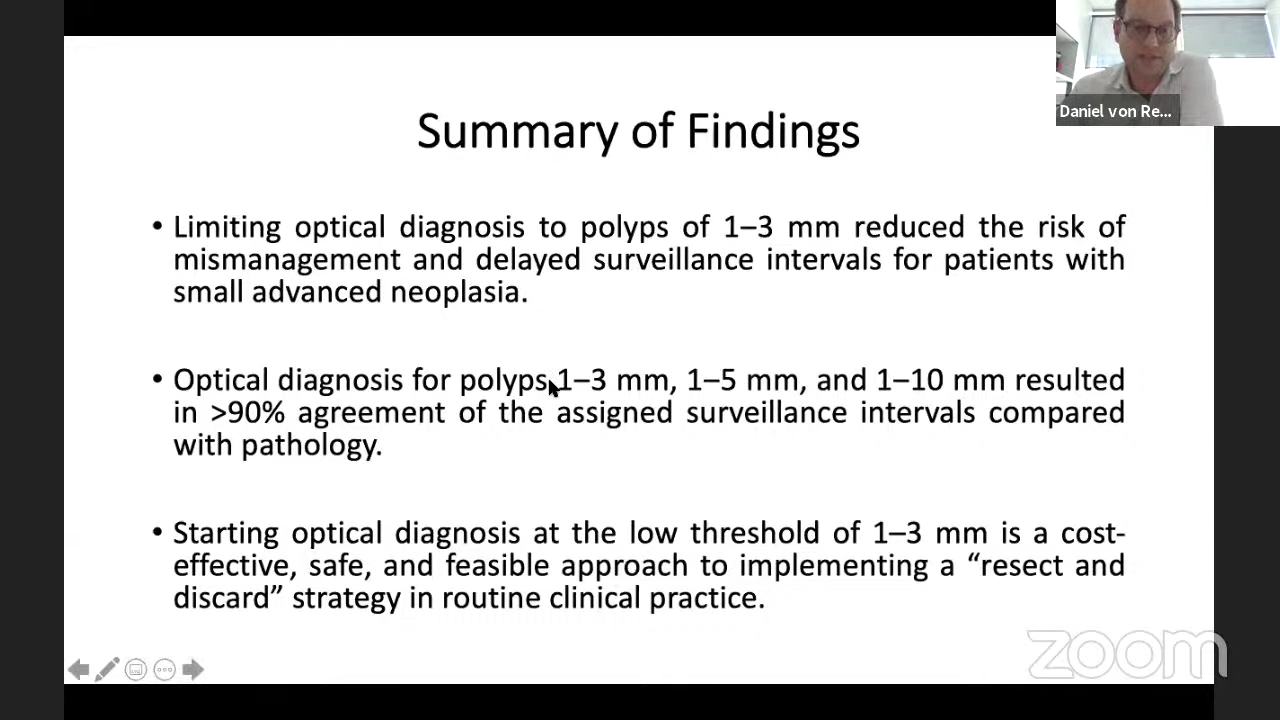 Daniel von Re...
Summary of Findings
• Limiting optical diagnosis to polyps of 1–3 mm reduced the risk of
mismanagement and delayed surveillance intervals for patients with
small advanced neoplasia.
• Optical diagnosis for polyps 1–3 mm, 1–5 mm, and 1–10 mm resulted
in >90% agreement of the assigned surveillance intervals compared
with pathology.
• Starting optical diagnosis at the low threshold of 1–3 mm is a cost-
effective, safe, and feasible approach to implementing a “resect and
discard” strategy in routine clinical practice.
zoom